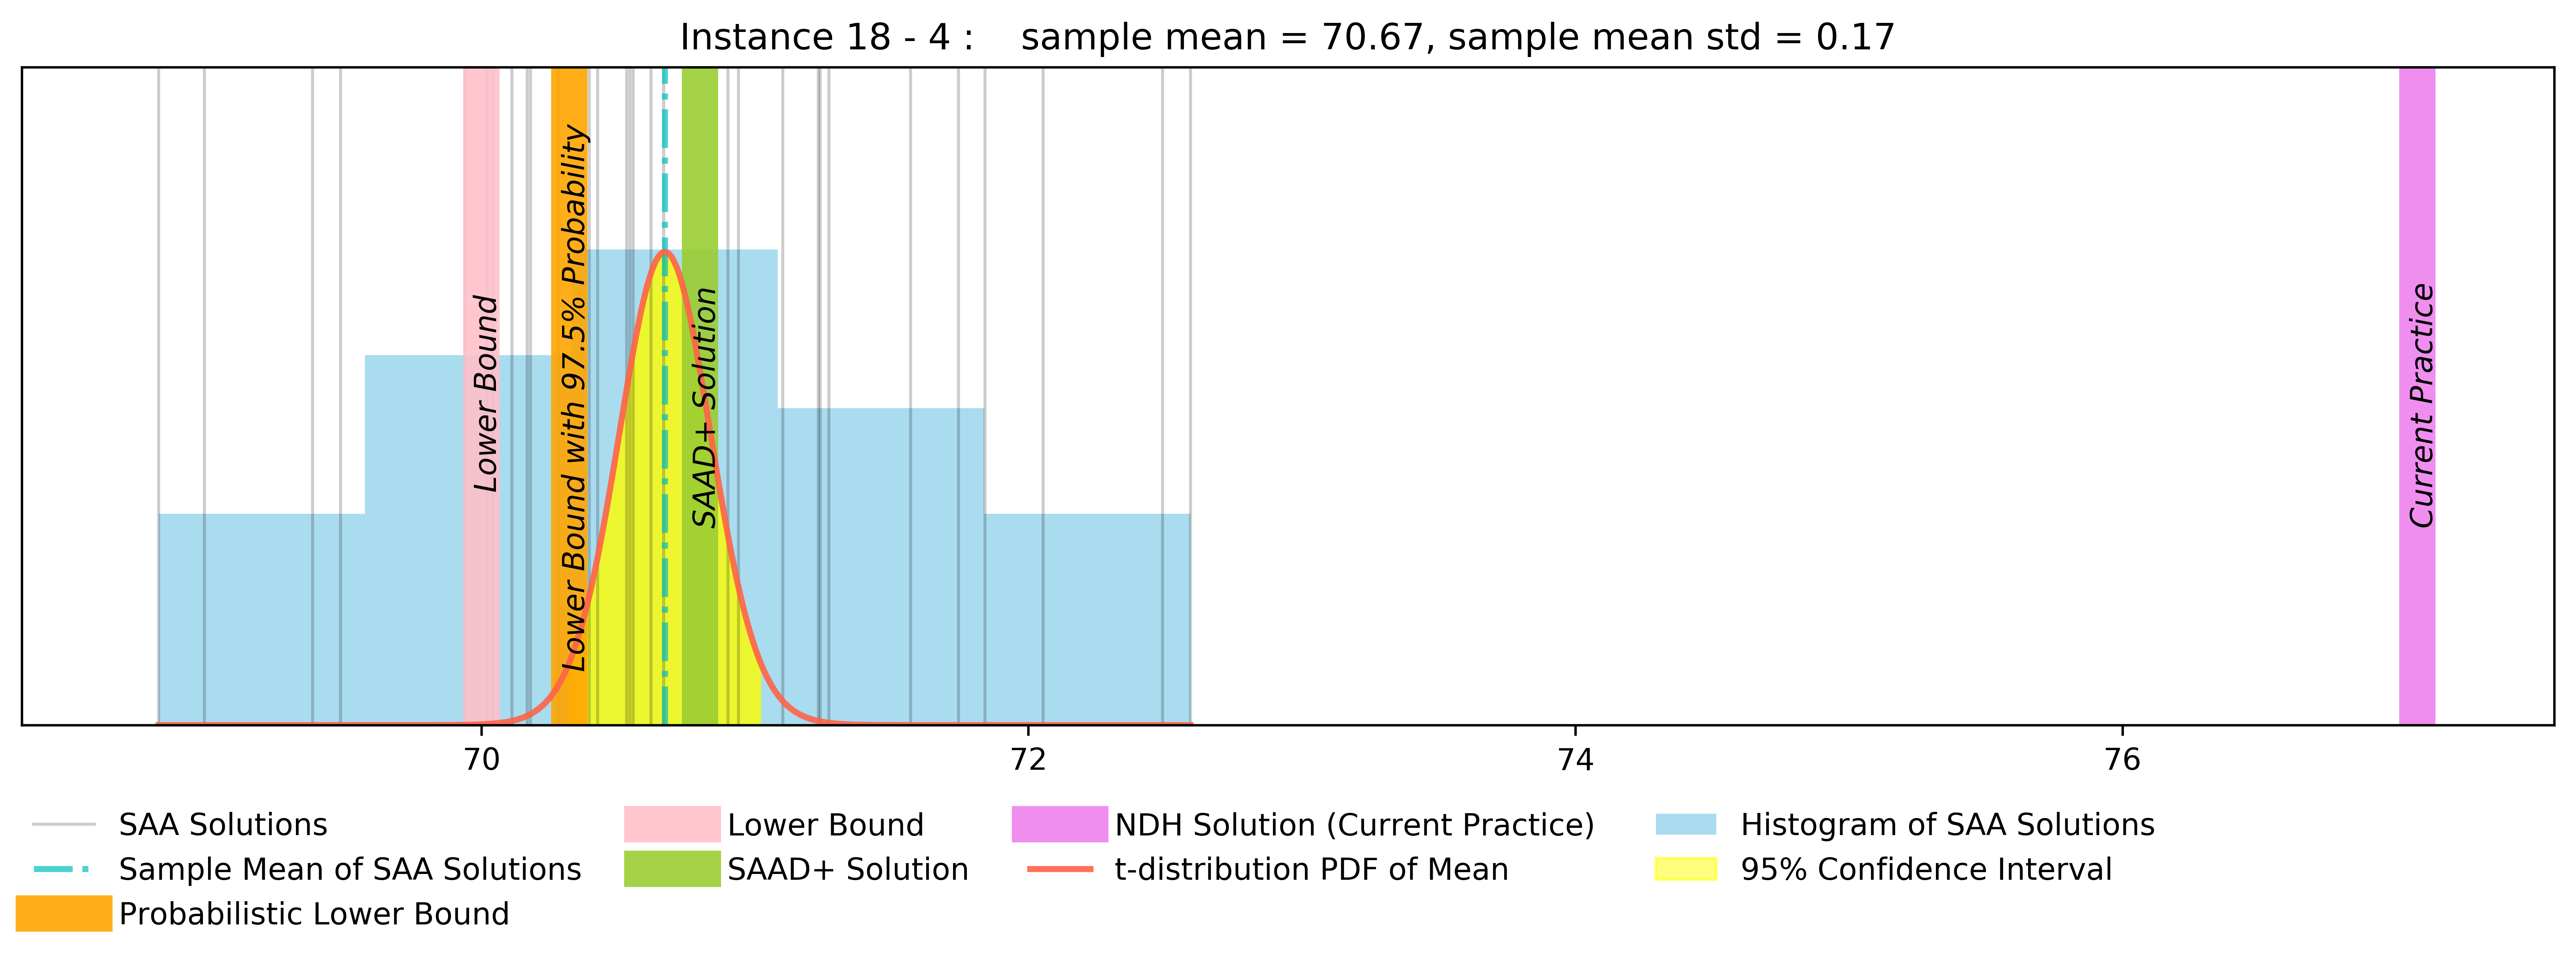 Instance 18 - 4 :    sample mean = 70.67, sample mean std = 0.17
Lower Bound
Lower Bound with 97.5% Probability
SAAD+ Solution
Current Practice
70
72
74
76
SAA Solutions
Sample Mean of SAA Solutions
Probabilistic Lower Bound
Lower Bound
SAAD+ Solution
NDH Solution (Current Practice)
t-distribution PDF of Mean
Histogram of SAA Solutions
95% Confidence Interval